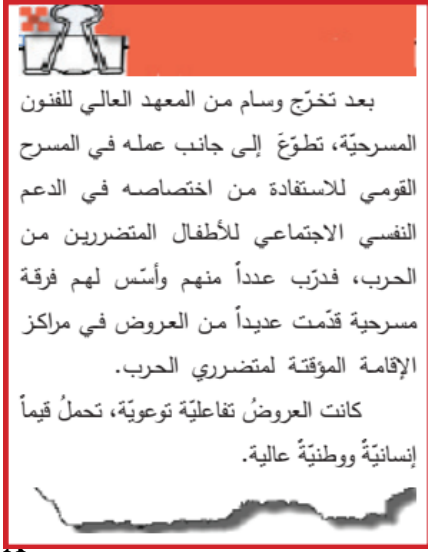 بعد تخرّج وسام من المعهد العالي للفنون
المسرحيّة، تطوّعَ إلى جانب عمله في المسرح
القومي للاستفادة من اختصاصه في الدعم
النفسي الاجتماعي للأطفال المتضررين من
الحرب، فدرّب عدداً منهم وأسّس لهم فرقة
مسرحية قدّمت عديداً من العروض في مراكز
الإقامة المؤقتة لمتضرري الحرب.
كانت العروضُ تفاعليّة توعويّة، تحملُ قيماً
إنسانيّةً ووطنيّةً عالية.